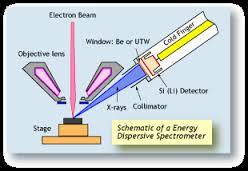 Electron Beam
Objective lens
Window: Be or UTW
Cold Finger
Si (Li) Detector
X-rays
Collimator
Stage
Schematic of a Energy
Dispersive Spectrometer